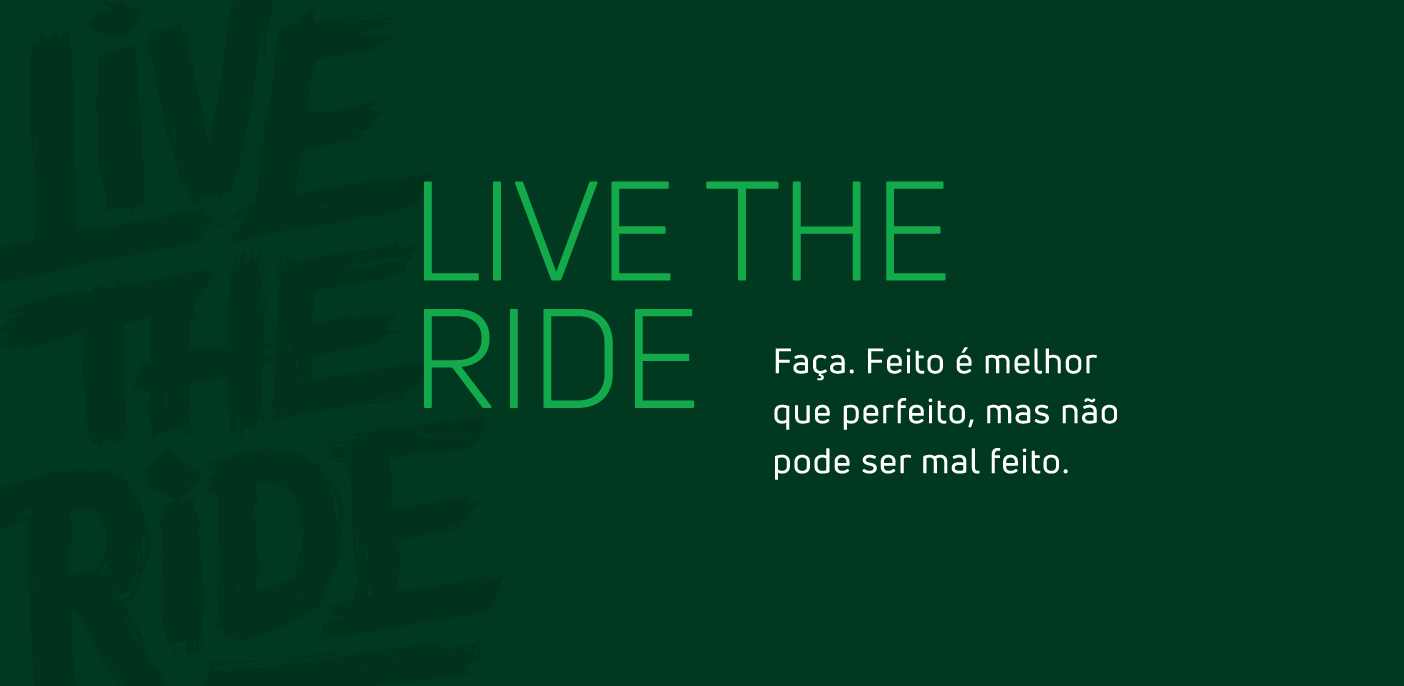 LIVE
THE
RIDE
LIVE THE
RIDE
Faça. Feito é melhor
que perfeito, mas não
pode ser mal feito.